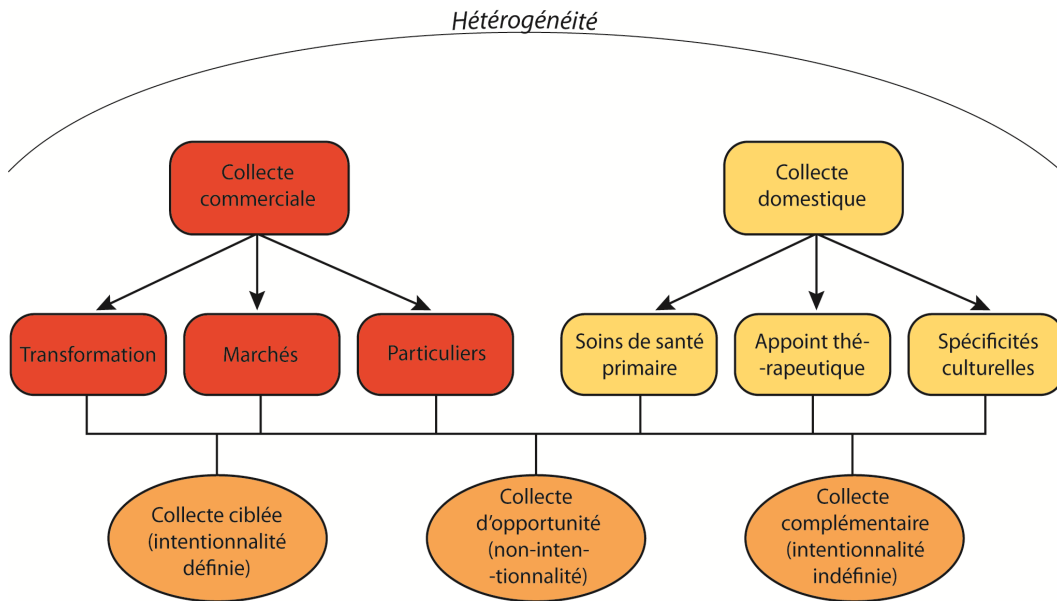 Hétérogénéité
Collecte
commerciale
Collecte
domestique
Transformation
Marchés
Particuliers
Soins de santé
primaire
Appoint thé-
-rapeutique
Spécificités
culturelles
Collecte ciblée
(intentionnalité
définie)
Collecte
d'opportunité
(non-inten-
-tionnalité)
Collecte
complémentaire
(intentionnalité
indéfinie)